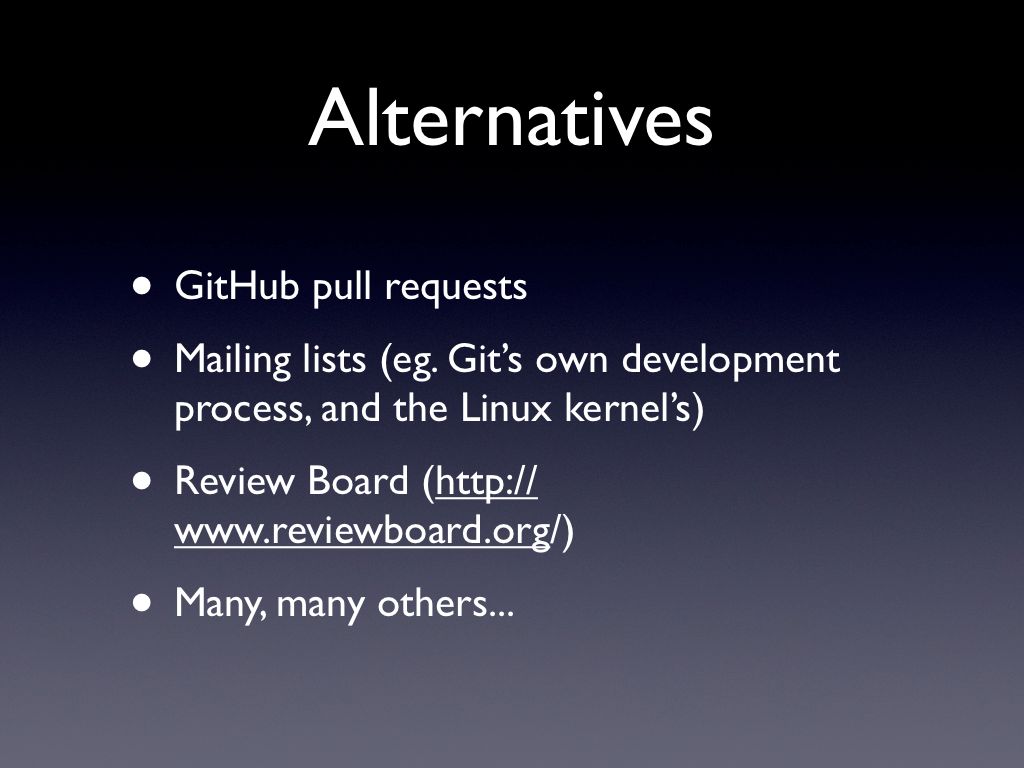 Alternatives
• GitHub pull requests
• Mailing lists (eg. Git’s own development
process, and the Linux kernel’s)
• Review Board (http://
www.reviewboard.org/)
• Many, many others...